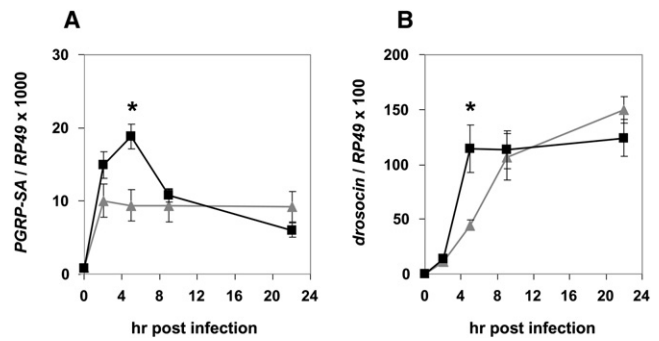 A
PGRP-SA / RP49 x 1000
30
20
10
0
*
0 4 8 12 16 20 24
hr post infection
B
drosocin / RP49 x 100
200
150
100
50
0
*
0 4 8 12 16 20 24
hr post infection